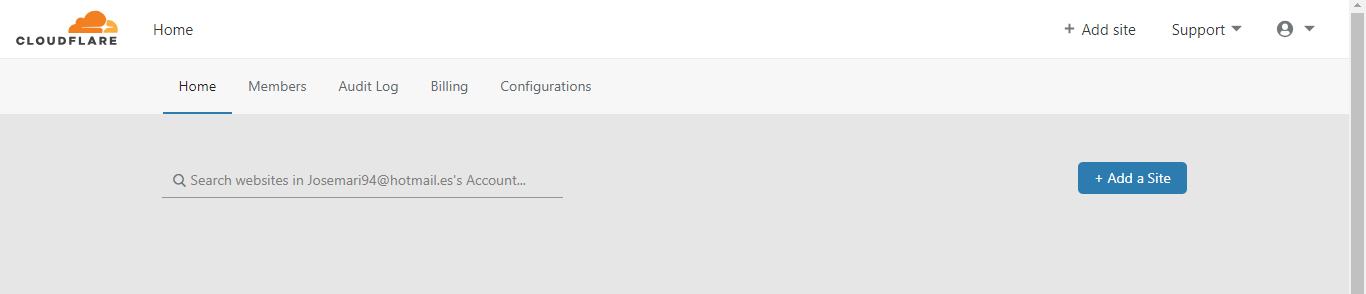 CLOUDFLARE Home + Add site Support
Home Members Audit Log Billing Configurations
Search websites in Josemari94@hotmail.es's Account... + Add a Site